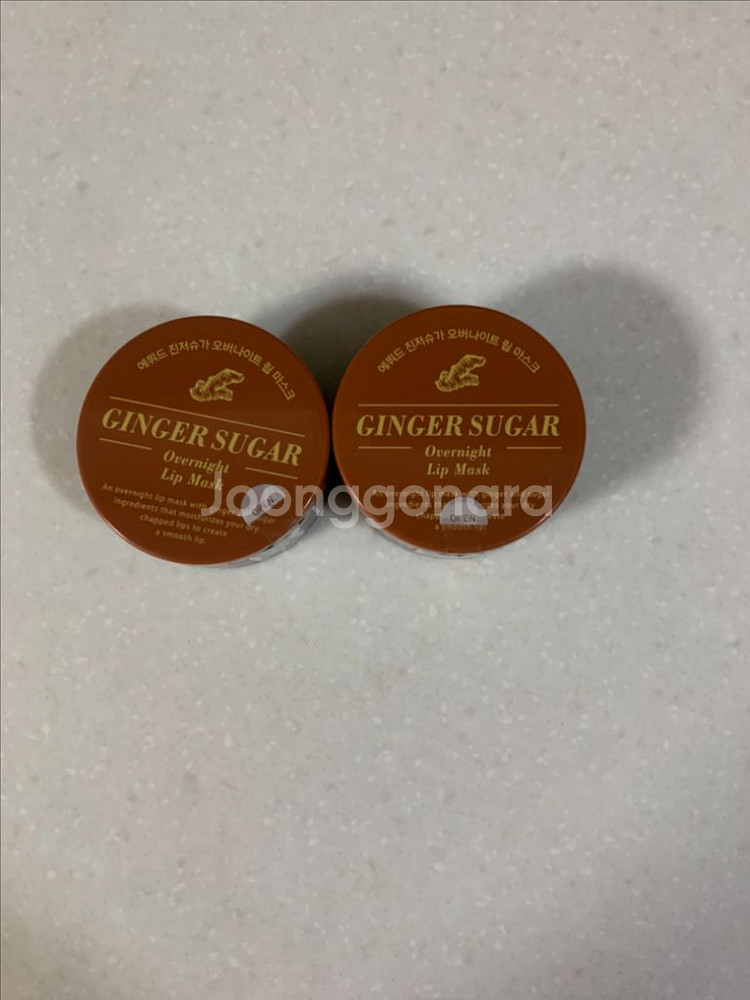 에뛰드 진저슈가 오버나이트 립 마스크
GINGER SUGAR
Overnight
Lip Mask
An overnight lip mask with
ingredients that moisturizes your dry
chapped lips to create
a smooth lip.
OPEN
에뛰드 진저슈가 오버나이트 립 마스크
GINGER SUGAR
Overnight
Lip Mask
OPEN
Joonggonara